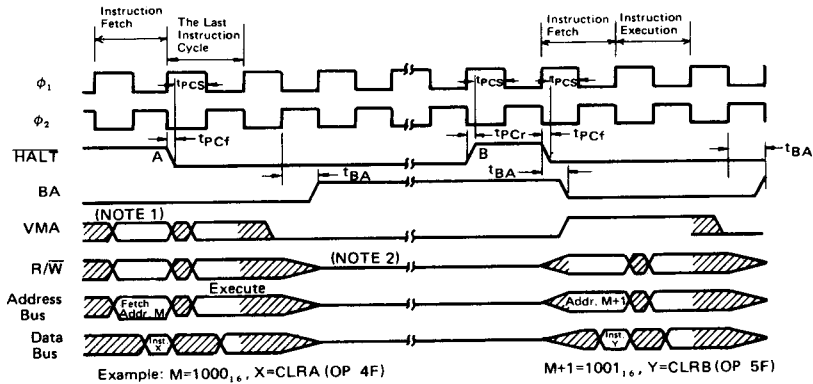 Instruction
Fetch
The Last
Instruction
Cycle
Instruction
Fetch
Instruction
Execution
ϕ₁
tPCS
tPCS
tPCS
ϕ₂
tPCf
tPCr
tPCf
HALT
A
B
tBA
BA
tBA
tBA
VMA
(NOTE 1)
R/W
(NOTE 2)
Execute
Address
Bus
Fetch
Addr. M
Addr. M+1
Data
Bus
Inst.
X
Inst.
Y
Example: M=1000₁₆, X=CLRA (OP 4F)
M+1=1001₁₆, Y=CLRB (OP 5F)